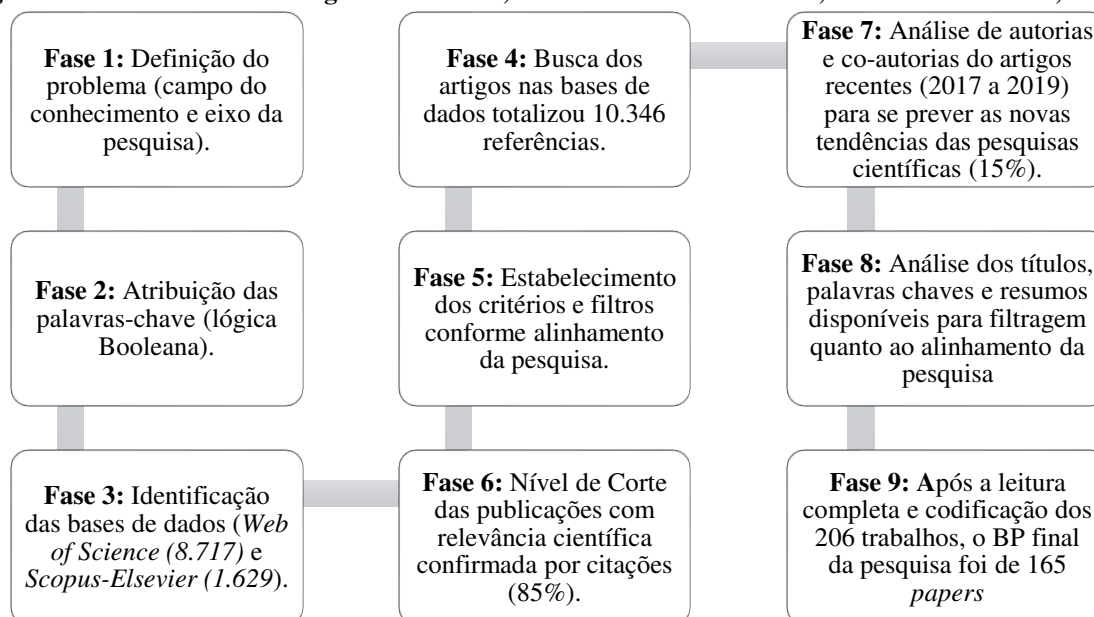 Fase 1: Definição do
problema (campo do
conhecimento e eixo da
pesquisa).
Fase 2: Atribuição das
palavras-chave (lógica
Booleana).
Fase 3: Identificação
das bases de dados (Web
of Science (8.717) e
Scopus-Elsevier (1.629).
Fase 4: Busca dos
artigos nas bases de
dados totalizou 10.346
referências.
Fase 5: Estabelecimento
dos critérios e filtros
conforme alinhamento
da pesquisa.
Fase 6: Nível de Corte
das publicações com
relevância científica
confirmada por citações
(85%).
Fase 7: Análise de autorias
e co-autorias do artigos
recentes (2017 a 2019)
para se prever as novas
tendências das pesquisas
científicas (15%).
Fase 8: Análise dos títulos,
palavras chaves e resumos
disponíveis para filtragem
quanto ao alinhamento da
pesquisa
Fase 9: Após a leitura
completa e codificação dos
206 trabalhos, o BP final
da pesquisa foi de 165
papers